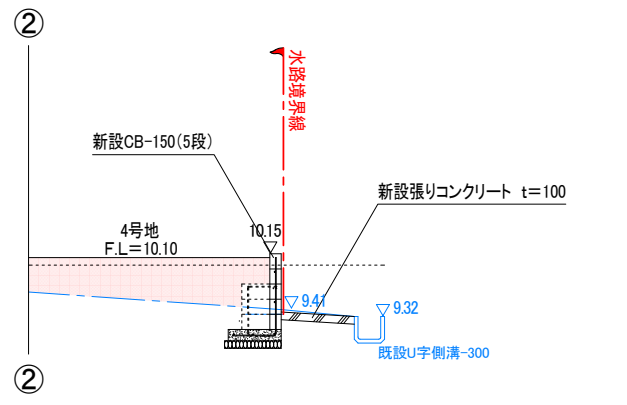 ②
水路境界線
新設CB-150(5段)
新設張りコンクリート t=100
4号地
F.L=10.10
10.15
9.41
9.32
既設U字側溝-300
②